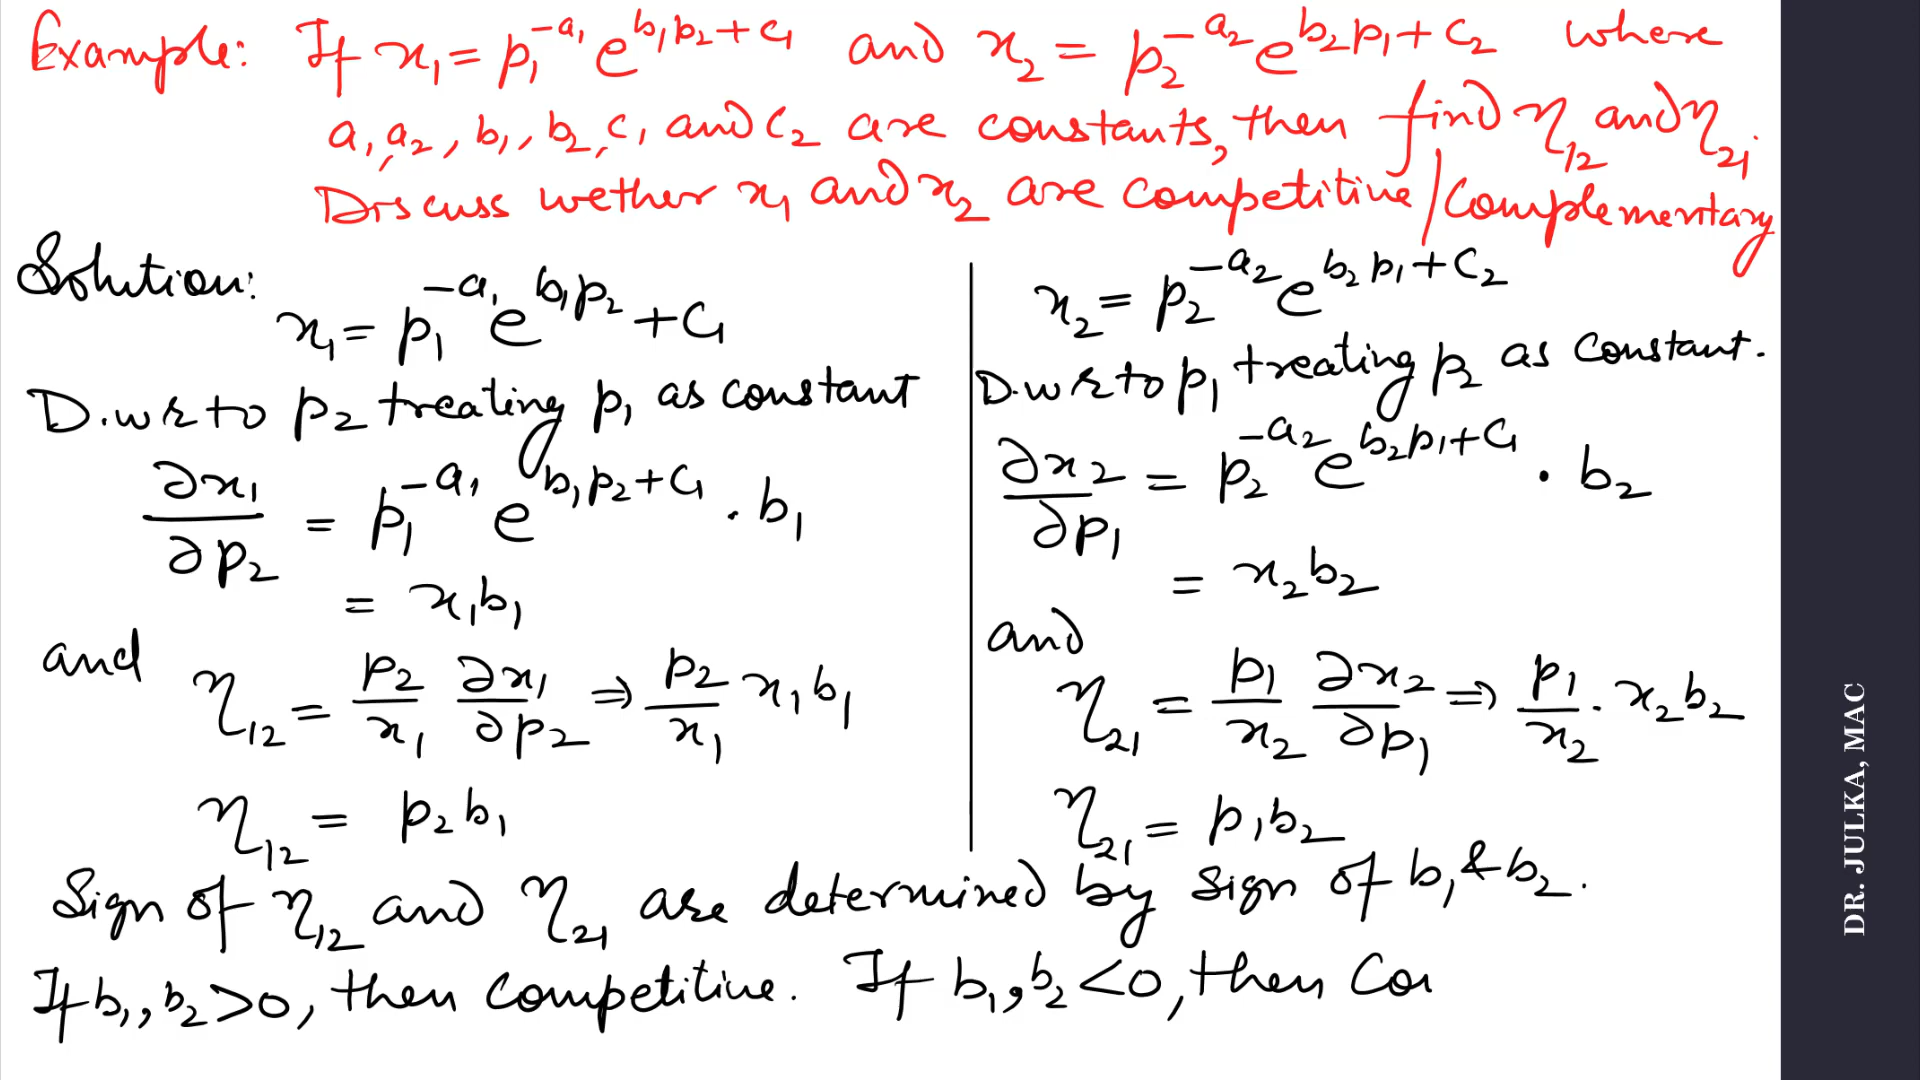 Example: If x₁ = p₁^{-a₁} e^{b₁p₂+c₁} and x₂ = p₂^{-a₂} e^{b₂p₁+c₂} where
a₁, a₂, b₁, b₂, c₁ and c₂ are constants, then find η₁₂ and η₂₁.
Discuss wether x₁ and x₂ are competitive/complementary
Solution:
x₁ = p₁^{-a₁} e^{b₁p₂} + c₁
D.w.r to p₂ treating p₁ as constant
∂x₁/∂p₂ = p₁^{-a₁} e^{b₁p₂+c₁} . b₁
= x₁b₁
and η₁₂ = p₂/x₁ ∂x₁/∂p₂ ⇒ p₂/x₁ x₁b₁
η₁₂ = p₂b₁
x₂ = p₂^{-a₂} e^{b₂p₁+c₂}
D.w.r to p₁ treating p₂ as constant.
∂x₂/∂p₁ = p₂^{-a₂} e^{b₂p₁+c₁} . b₂
= x₂b₂
and
η₂₁ = p₁/x₂ ∂x₂/∂p₁ ⇒ p₁/x₂ . x₂b₂
η₂₁ = p₁b₂
Sign of η₁₂ and η₂₁ are determined by sign of b₁ & b₂.
If b₁, b₂ > 0, then competitive. If b₁, b₂ < 0, then Co
DR. JULKA, MAC